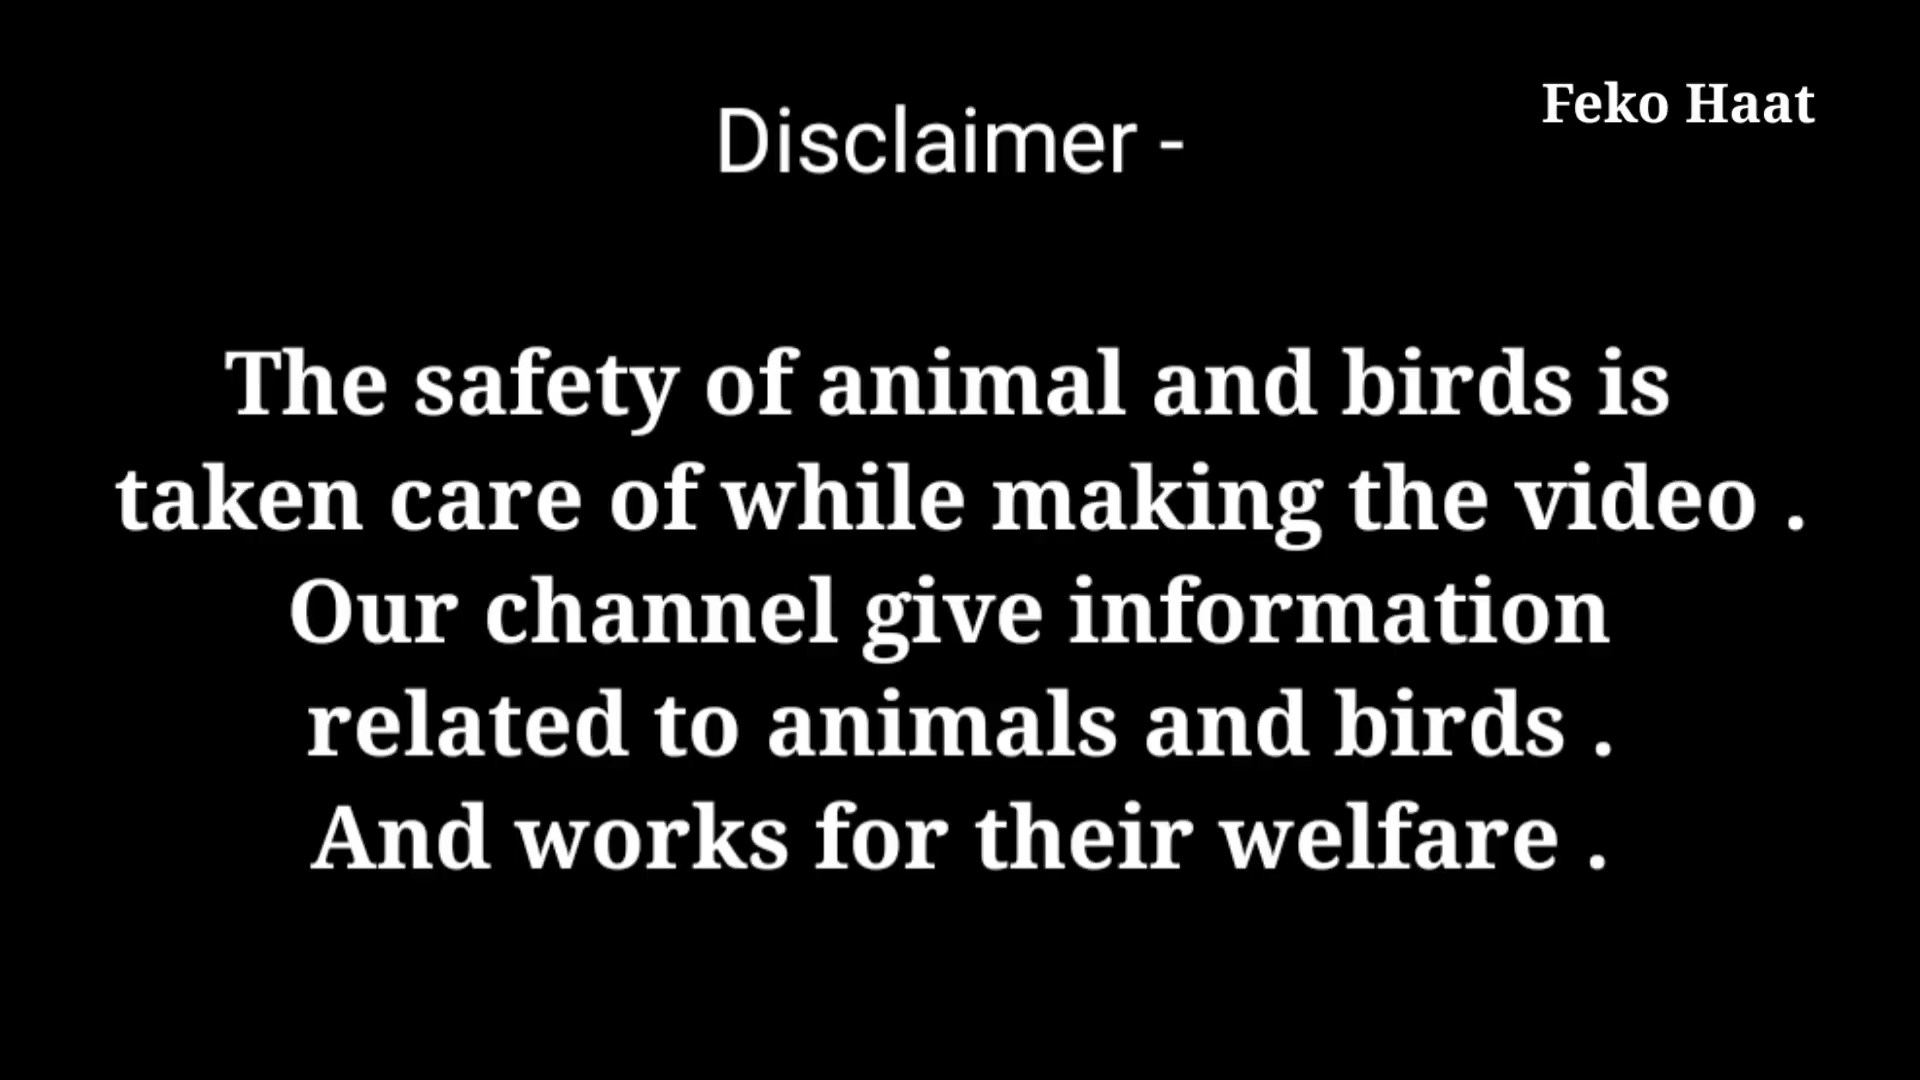 Feko Haat
Disclaimer -
The safety of animal and birds is
taken care of while making the video .
Our channel give information
related to animals and birds .
And works for their welfare .